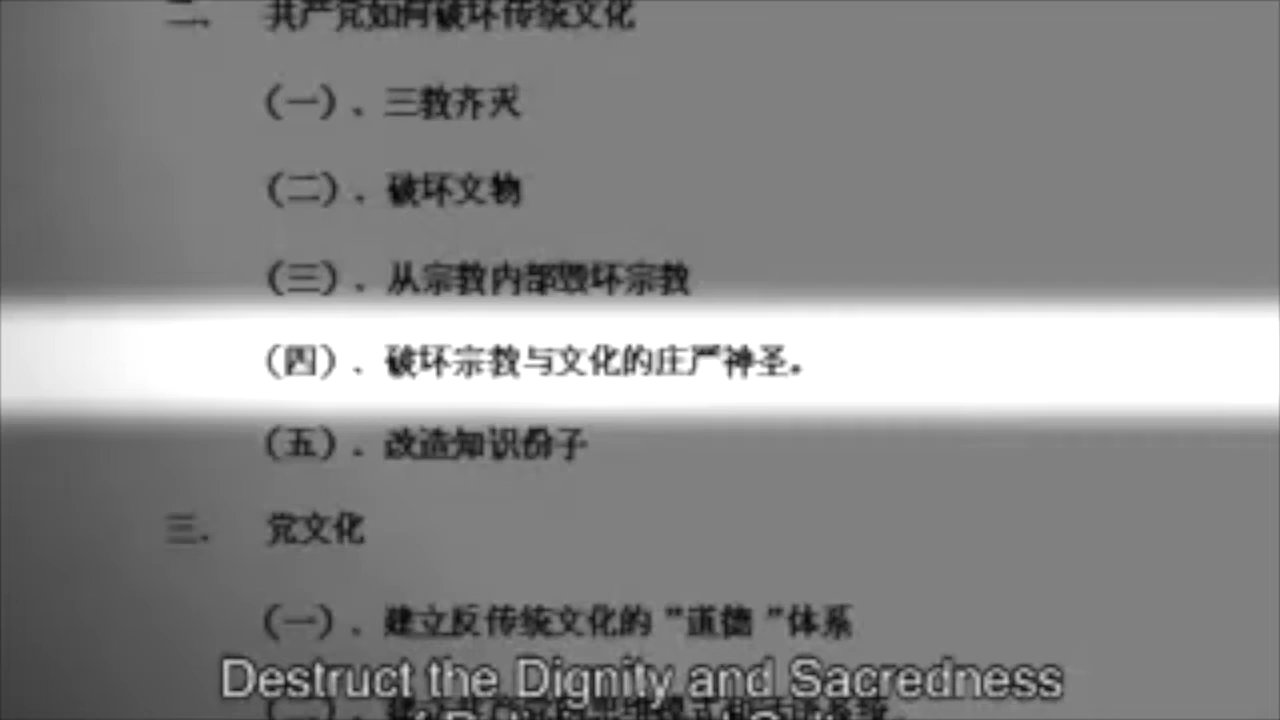 二. 共产党如何破坏传统文化
(一). 三教齐灭
(二). 破坏文物
(三). 从宗教内部毁坏宗教
(四). 破坏宗教与文化的庄严神圣。
(五). 改造知识份子
三. 党文化
(一). 建立反传统文化的“道德”体系
Destruct the Dignity and Sacredness